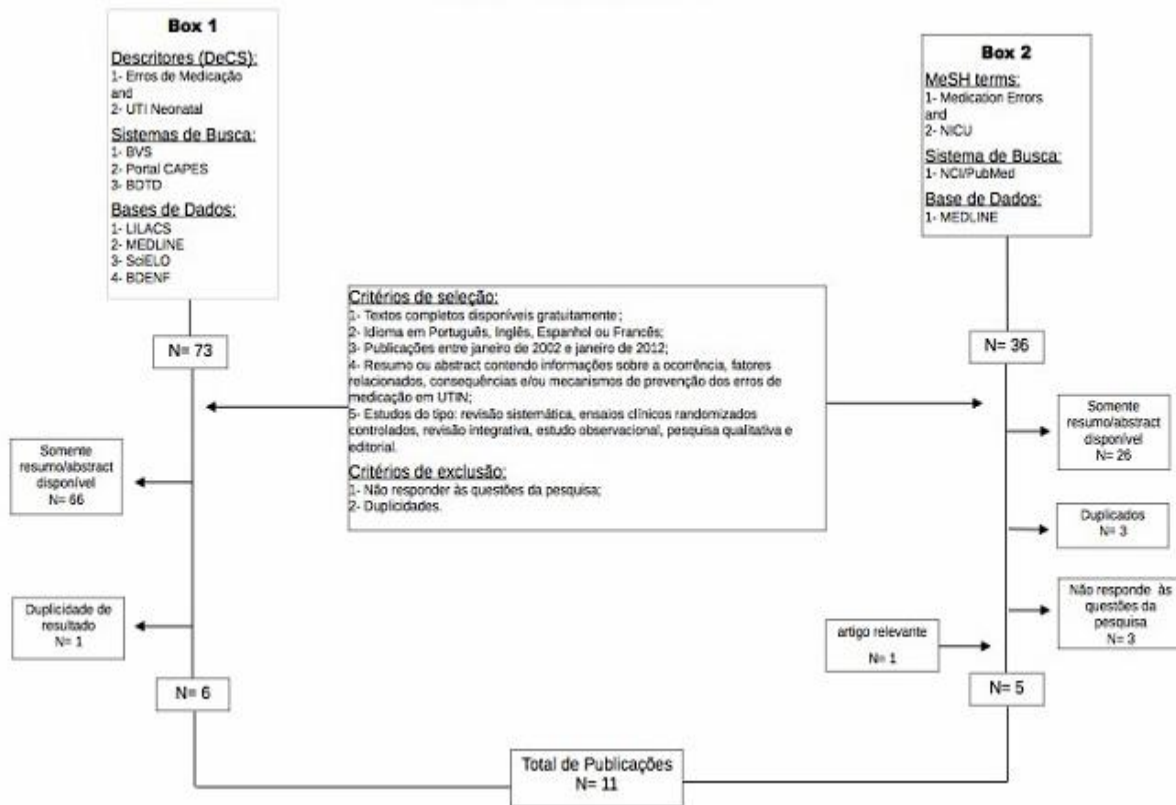 Box 1
Descritores (DeCS):
1- Erros de Medicação
and
2- UTI Neonatal
Sistemas de Busca:
1- BVS
2- Portal CAPES
3- BDTD
Bases de Dados:
1- LILACS
2- MEDLINE
3- SciELO
4- BDENF
Box 2
MeSH terms:
1- Medication Errors
and
2- NICU
Sistema de Busca:
1- NCI/PubMed
Base de Dados:
1- MEDLINE
N= 73
Critérios de seleção:
1- Textos completos disponíveis gratuitamente;
2- Idioma em Português, Inglês, Espanhol ou Francês;
3- Publicações entre janeiro de 2002 e janeiro de 2012;
4- Resumo ou abstract contendo informações sobre a ocorrência, fatores
relacionados, consequências e/ou mecanismos de prevenção dos erros de
medicação em UTIN;
5- Estudos do tipo: revisão sistemática, ensaios clínicos randomizados
controlados, revisão integrativa, estudo observacional, pesquisa qualitativa e
editorial.
Critérios de exclusão:
1- Não responder às questões da pesquisa;
2- Duplicidades.
N= 36
Somente
resumo/abstract
disponível
N= 66
Somente
resumo/abstract
disponível
N= 26
Duplicados
N= 3
Duplicidade de
resultado
N= 1
artigo relevante
N= 1
Não responde às
questões da
pesquisa
N= 3
N= 6
N= 5
Total de Publicações
N= 11